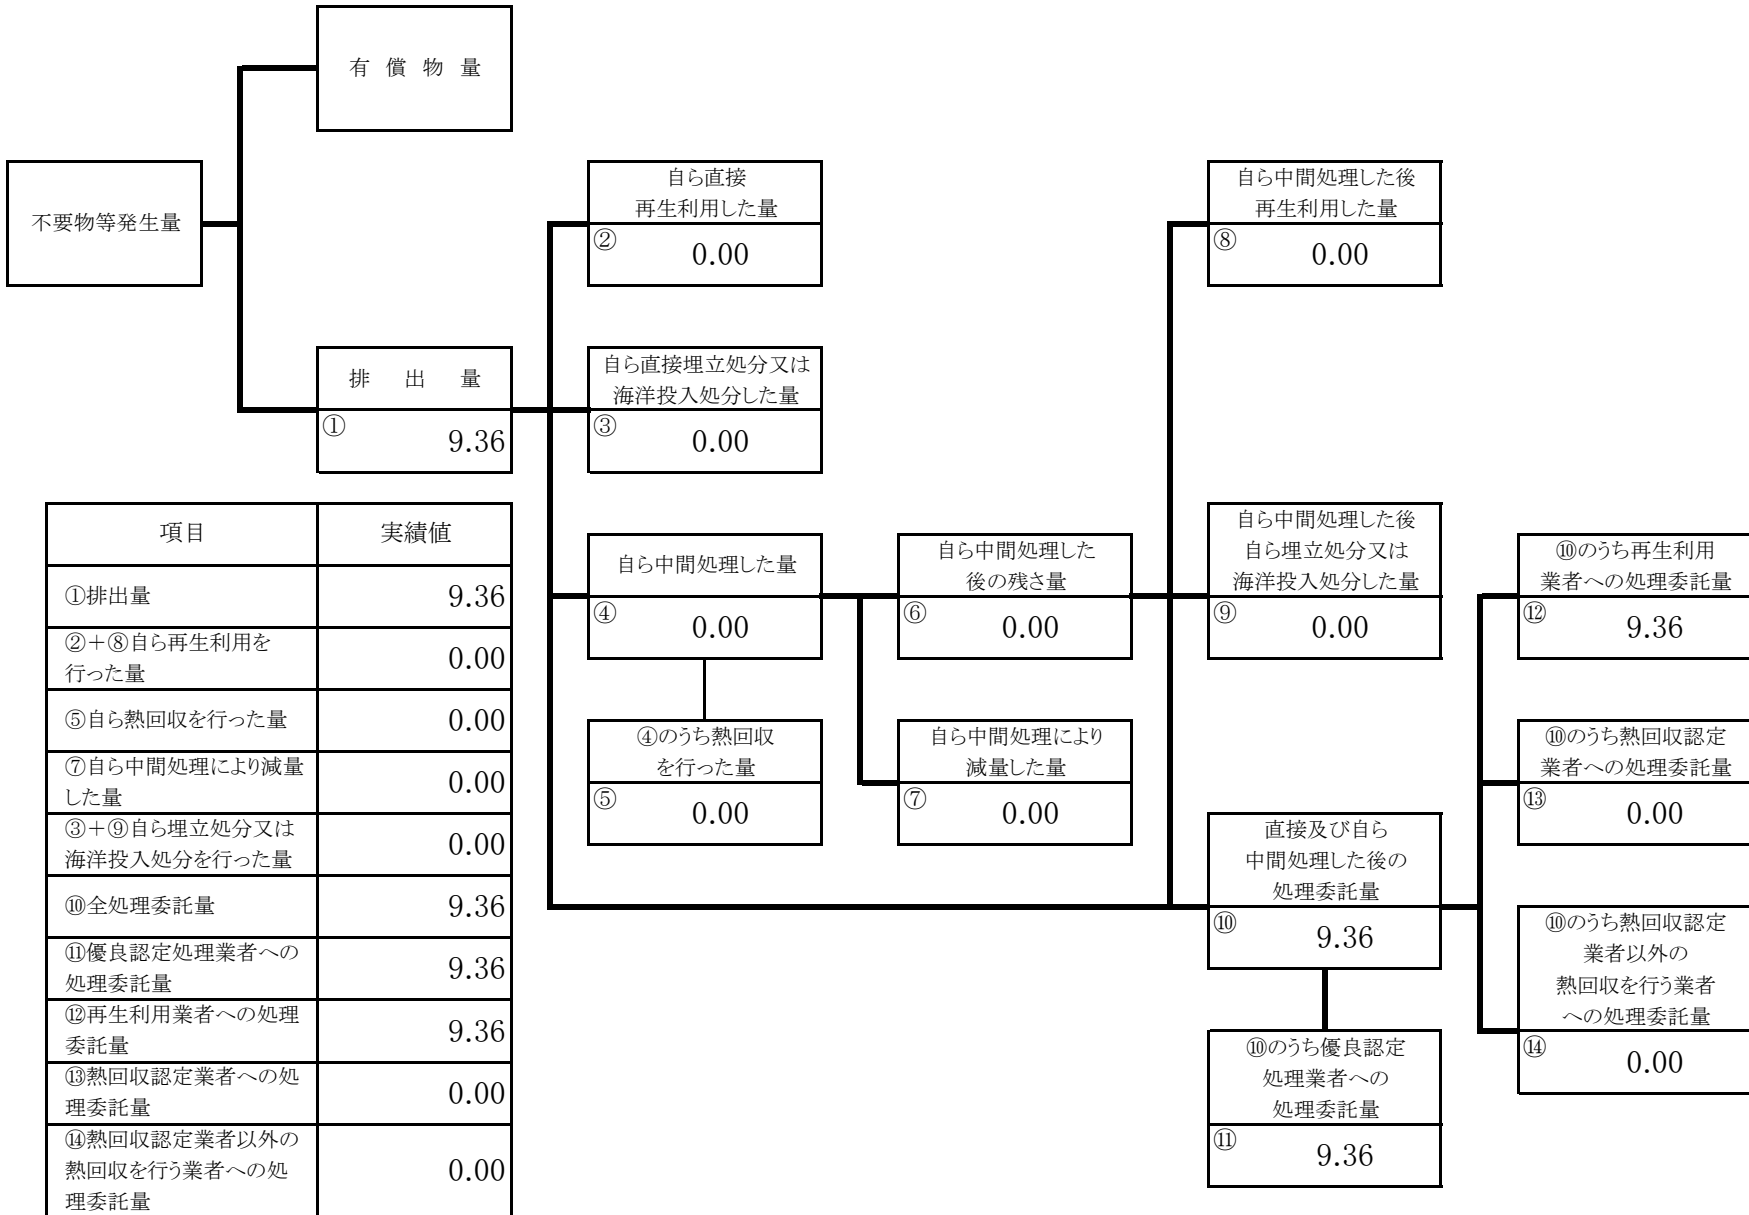 有 償 物 量
不要物等発生量
排 出 量
①
9.36
自ら直接
再生利用した量
②
0.00
自ら直接埋立処分又は
海洋投入処分した量
③
0.00
自ら中間処理した量
④
0.00
④のうち熱回収
を行った量
⑤
0.00
自ら中間処理した
後の残さ量
⑥
0.00
自ら中間処理により
減量した量
⑦
0.00
自ら中間処理した後
再生利用した量
⑧
0.00
自ら中間処理した後
自ら埋立処分又は
海洋投入処分した量
⑨
0.00
直接及び自ら
中間処理した後の
処理委託量
⑩
9.36
⑩のうち優良認定
処理業者への
処理委託量
⑪
9.36
⑩のうち再生利用
業者への処理委託量
⑫
9.36
⑩のうち熱回収認定
業者への処理委託量
⑬
0.00
⑩のうち熱回収認定
業者以外の
熱回収を行う業者
への処理委託量
⑭
0.00
項目 実績値
①排出量 9.36
②＋⑧自ら再生利用を
行った量
0.00
⑤自ら熱回収を行った量 0.00
⑦自ら中間処理により減量
した量
0.00
③＋⑨自ら埋立処分又は
海洋投入処分を行った量
0.00
⑩全処理委託量 9.36
⑪優良認定処理業者への
処理委託量
9.36
⑫再生利用業者への処理
委託量
9.36
⑬熱回収認定業者への処
理委託量
0.00
⑭熱回収認定業者以外の
熱回収を行う業者への処
理委託量
0.00